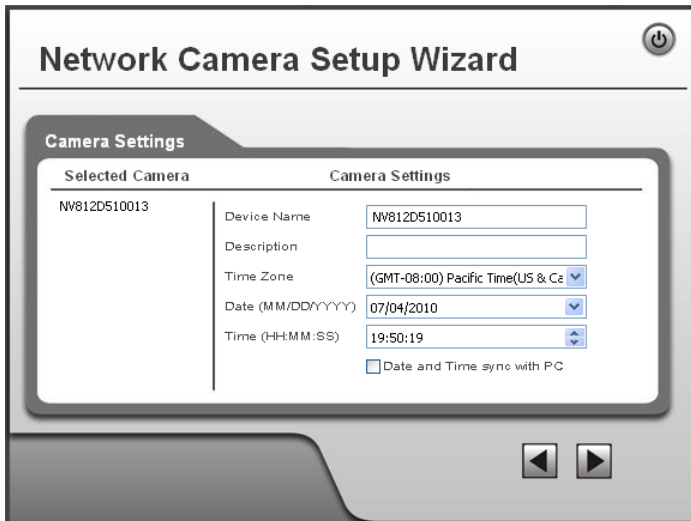 Network Camera Setup Wizard
Camera Settings
Selected Camera
Camera Settings
NV812D510013
Device Name
NV812D510013
Description
Time Zone
(GMT-08:00) Pacific Time(US & Ca
Date (MM/DD/YYYY)
07/04/2010
Time (HH:MM:SS)
19:50:19
Date and Time sync with PC